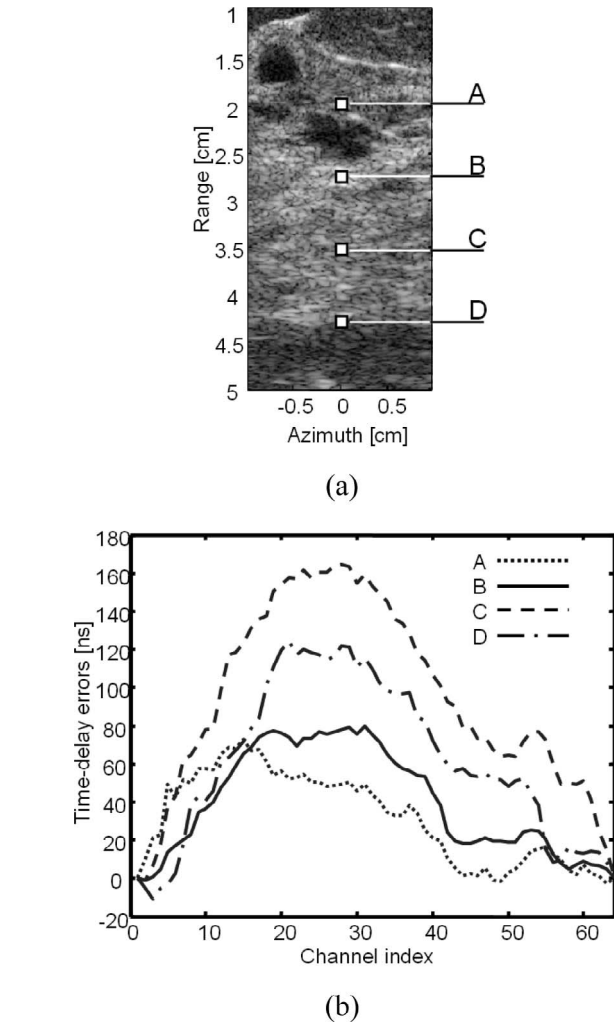 1
1.5
2
2.5
3
3.5
4
4.5
5
Range [cm]
A
B
C
D
-0.5 0 0.5
Azimuth [cm]
(a)
180
160
140
120
100
80
60
40
20
0
-20
Time-delay errors [ns]
A
B
C
D
0 10 20 30 40 50 60
Channel index
(b)